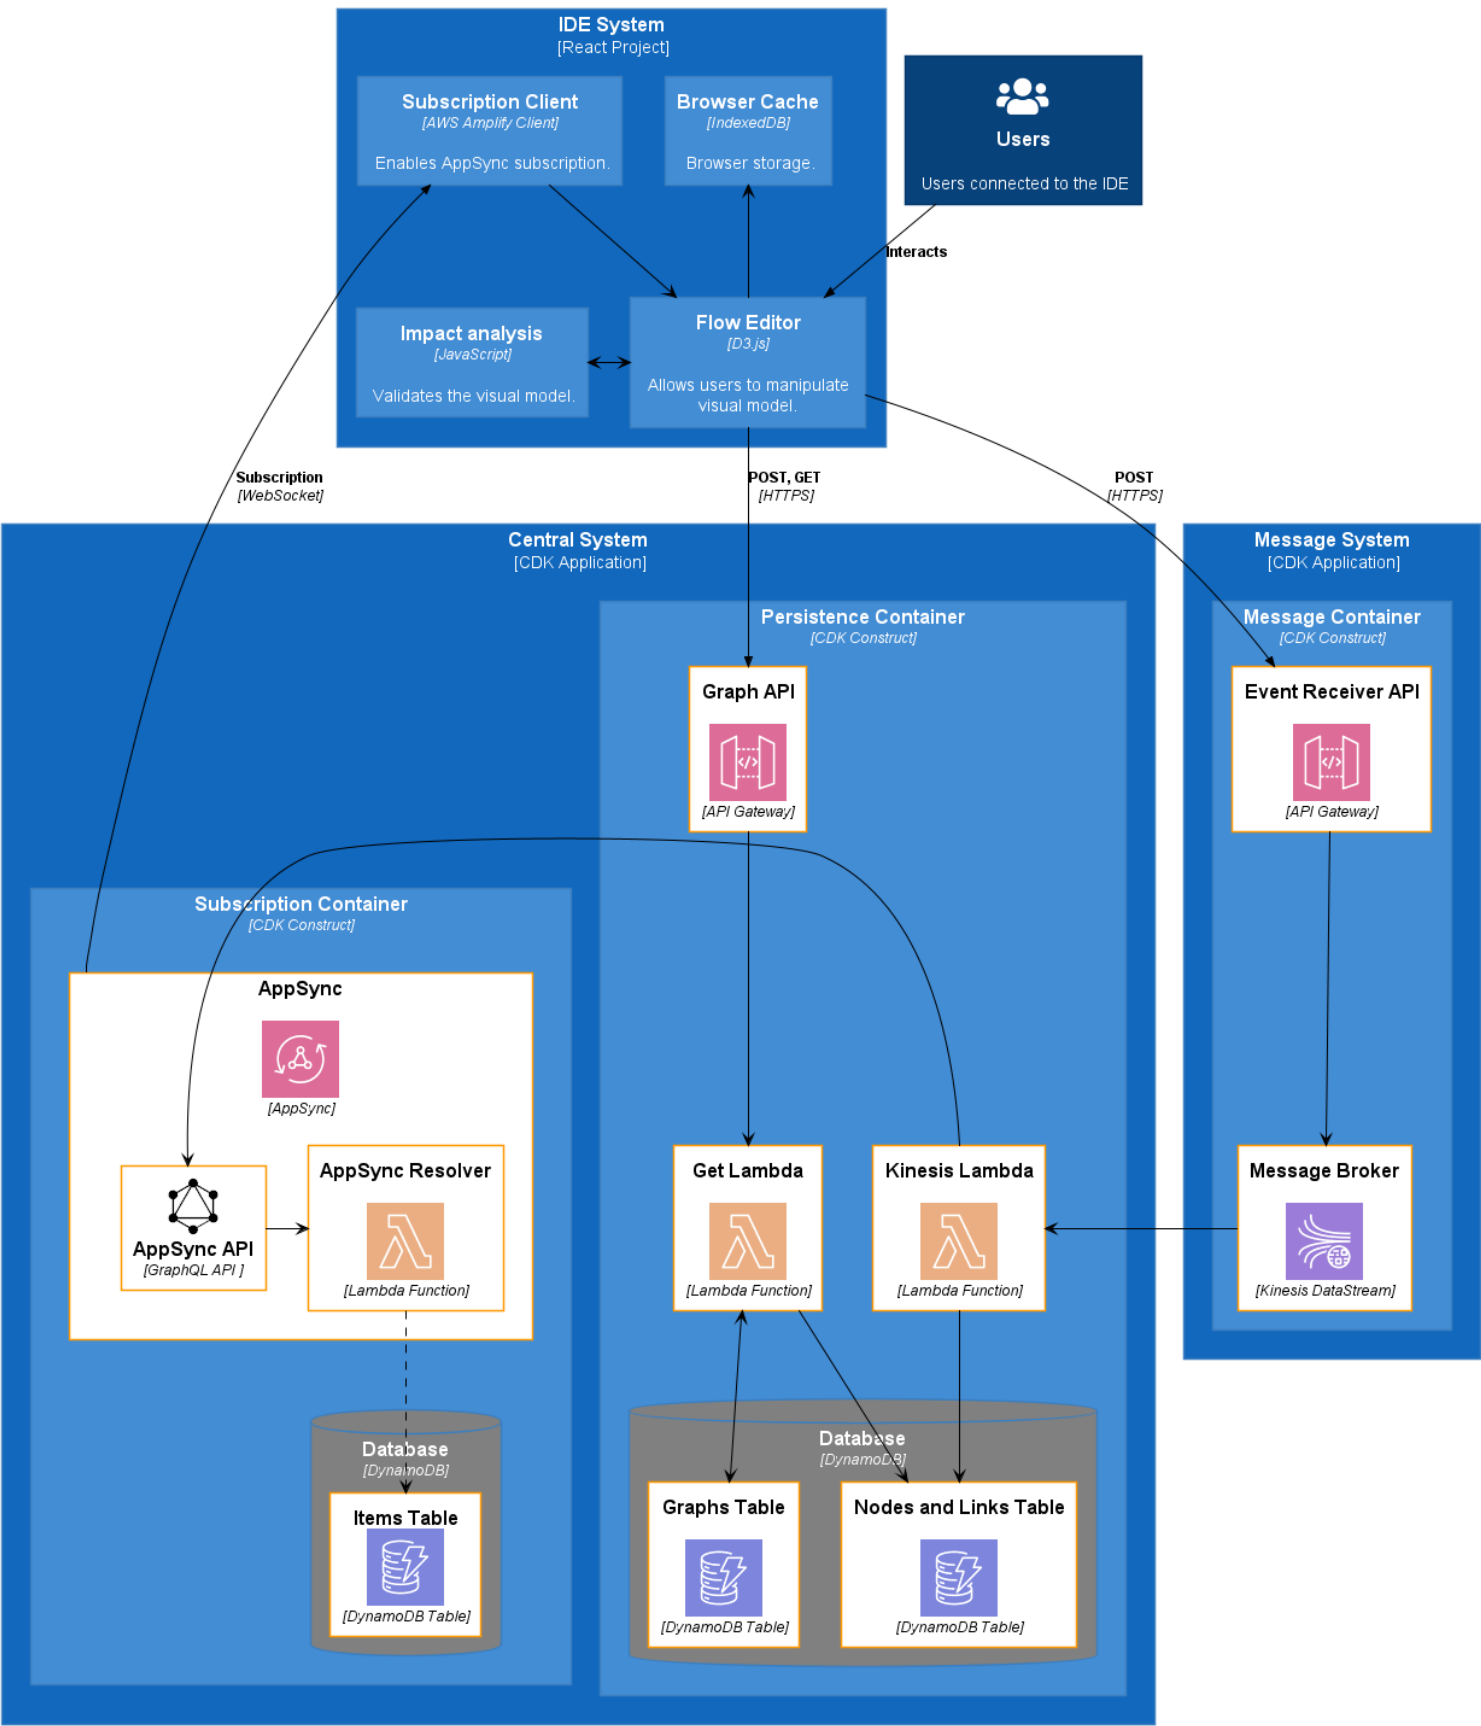 IDE System
[React Project]
Subscription Client
[AWS Amplify Client]
Enables AppSync subscription.
Browser Cache
[IndexedDB]
Browser storage.
Users
Users connected to the IDE
Interacts
Impact analysis
[JavaScript]
Validates the visual model.
Flow Editor
[D3.js]
Allows users to manipulate
visual model.
Subscription
[WebSocket]
POST, GET
[HTTPS]
POST
[HTTPS]
Central System
[CDK Application]
Message System
[CDK Application]
Persistence Container
[CDK Construct]
Message Container
[CDK Construct]
Graph API
[API Gateway]
Event Receiver API
[API Gateway]
Subscription Container
[CDK Construct]
AppSync
[AppSync]
AppSync API
[GraphQL API ]
AppSync Resolver
[Lambda Function]
Get Lambda
[Lambda Function]
Kinesis Lambda
[Lambda Function]
Message Broker
[Kinesis DataStream]
Database
[DynamoDB]
Items Table
[DynamoDB Table]
Database
[DynamoDB]
Graphs Table
[DynamoDB Table]
Nodes and Links Table
[DynamoDB Table]